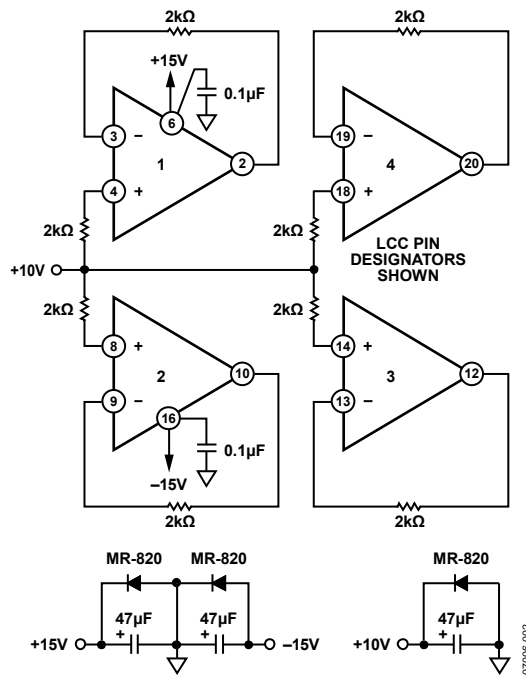 2kΩ
2kΩ
+15V
0.1µF
6
3
–
1
2
4
+
19
–
4
20
18
+
2kΩ
2kΩ
LCC PIN
DESIGNATORS
SHOWN
+10V
2kΩ
2kΩ
8
+
2
10
9
–
16
0.1µF
–15V
14
+
3
12
13
–
2kΩ
2kΩ
MR-820
MR-820
MR-820
47µF
+
47µF
+
47µF
+
+15V
–15V
+10V